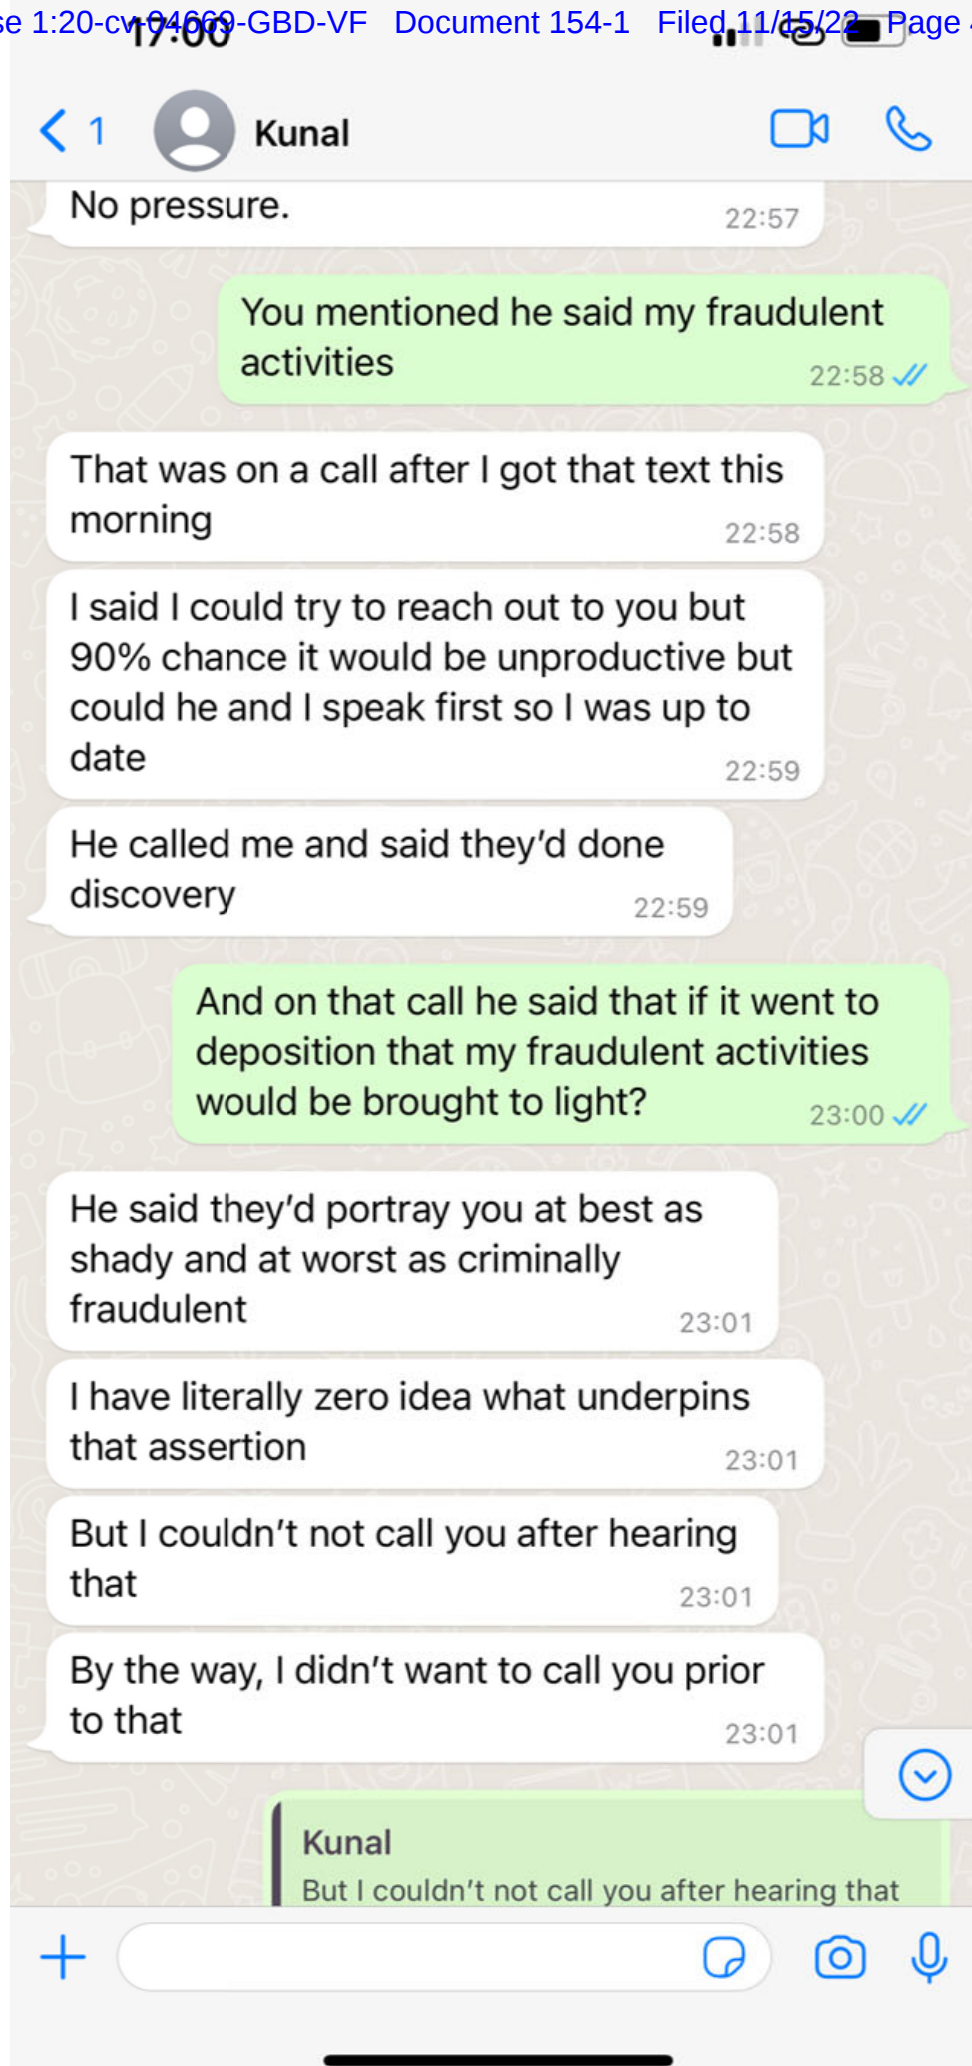 se 1:20-cv-04669-GBD-VF Document 154-1 Filed 11/15/22 Page
17:00
1
Kunal
No pressure.
22:57
You mentioned he said my fraudulent
activities
22:58
That was on a call after I got that text this
morning
22:58
I said I could try to reach out to you but
90% chance it would be unproductive but
could he and I speak first so I was up to
date
22:59
He called me and said they’d done
discovery
22:59
And on that call he said that if it went to
deposition that my fraudulent activities
would be brought to light?
23:00
He said they’d portray you at best as
shady and at worst as criminally
fraudulent
23:01
I have literally zero idea what underpins
that assertion
23:01
But I couldn’t not call you after hearing
that
23:01
By the way, I didn’t want to call you prior
to that
23:01
Kunal
But I couldn’t not call you after hearing that